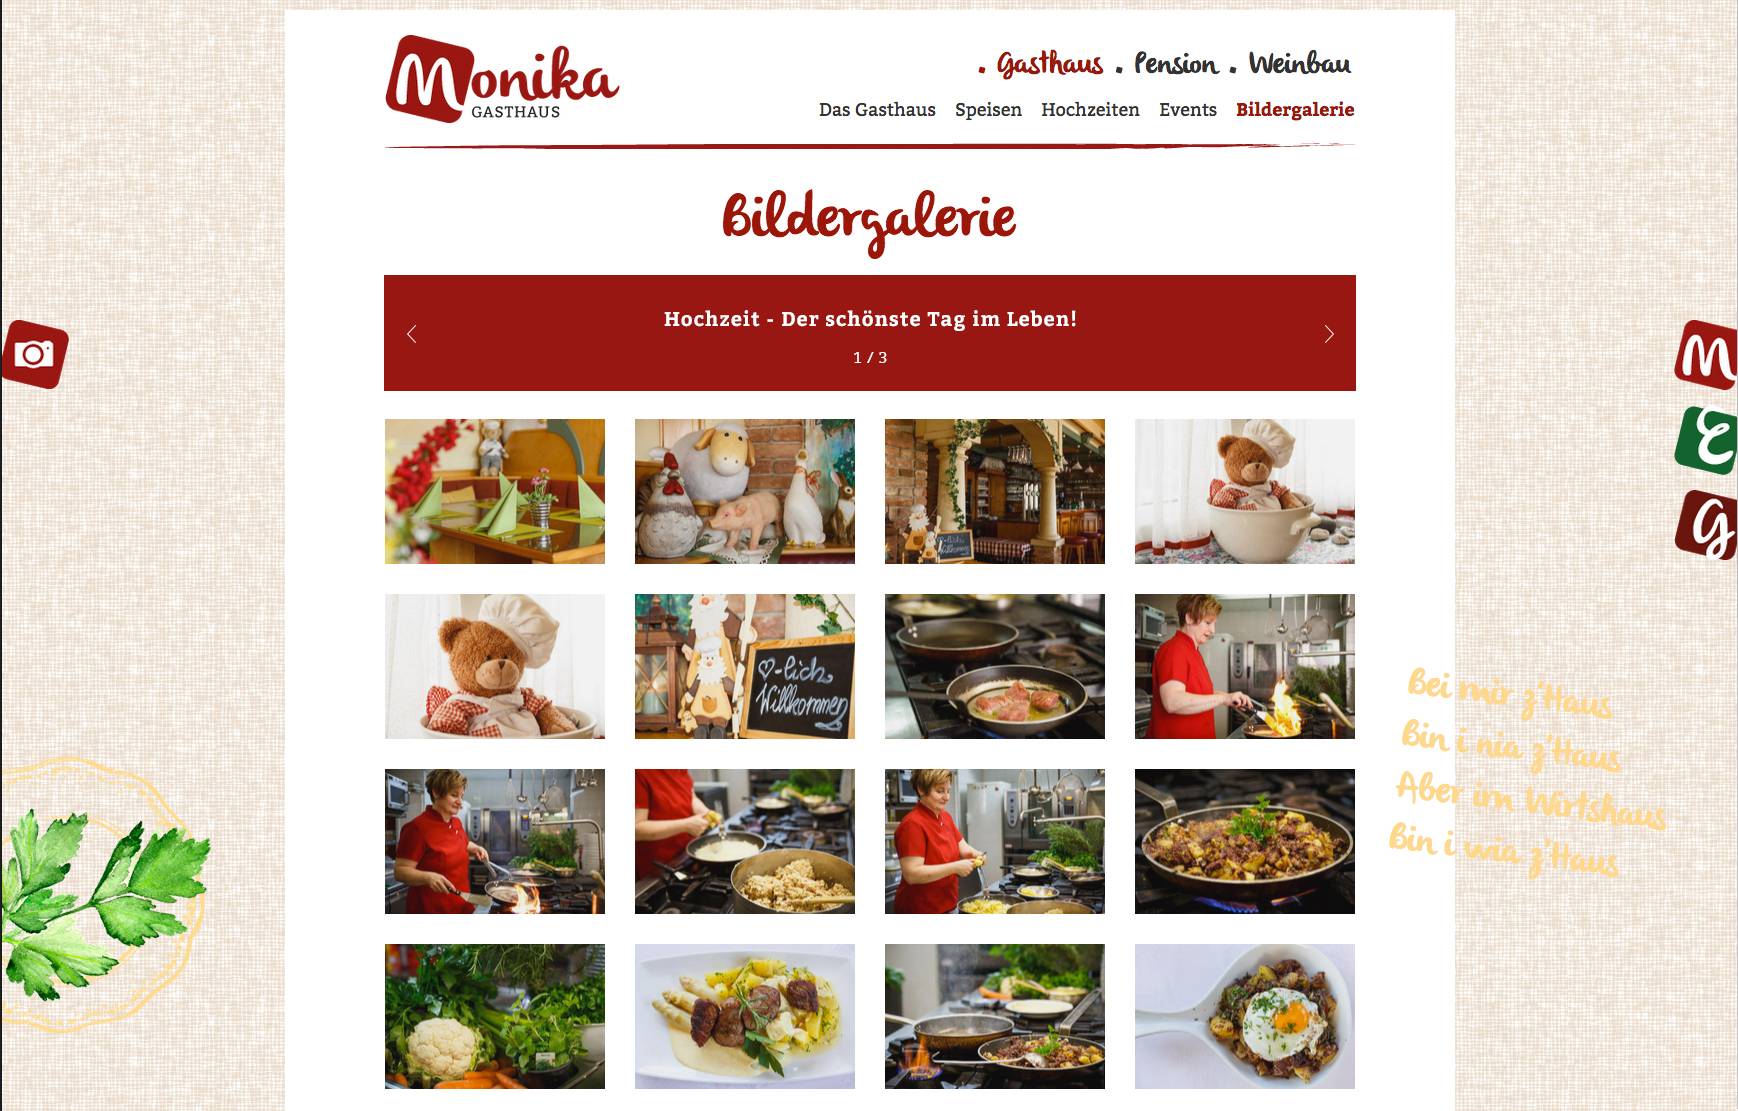 Monika
GASTHAUS
. Gasthaus . Pension . Weinbau
Das Gasthaus Speisen Hochzeiten Events Bildergalerie
Bildergalerie
Hochzeit - Der schönste Tag im Leben!
1 / 3
M
E
G
♡-lich
Willkommen
Bei mir z'Haus
Bin i nia z'Haus
Aber im Wirtshaus
Bin i wia z'Haus